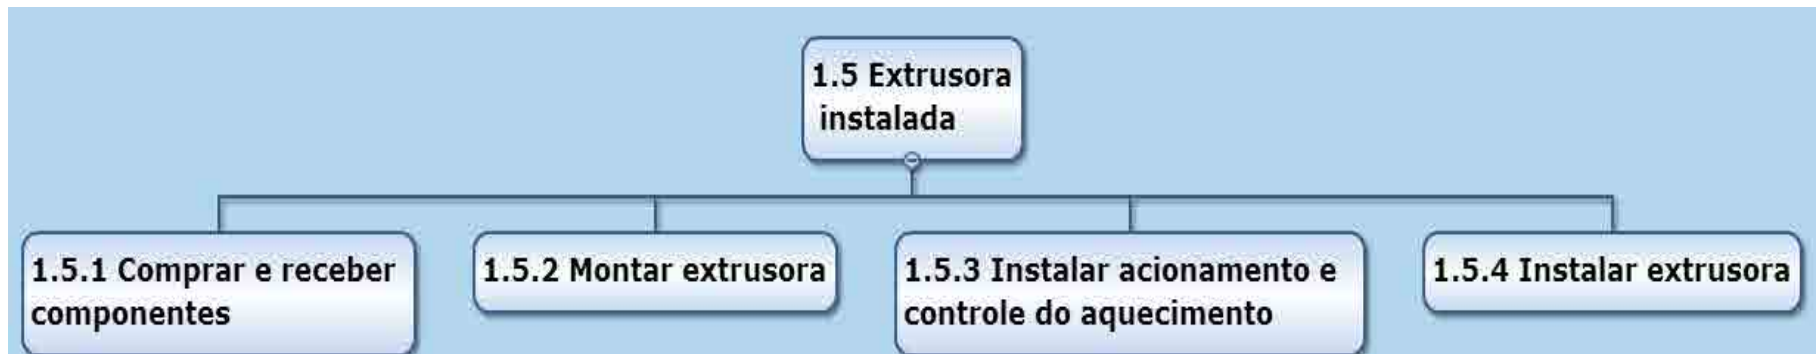 1.5 Extrusora
instalada
1.5.1 Comprar e receber
componentes
1.5.2 Montar extrusora
1.5.3 Instalar acionamento e
controle do aquecimento
1.5.4 Instalar extrusora